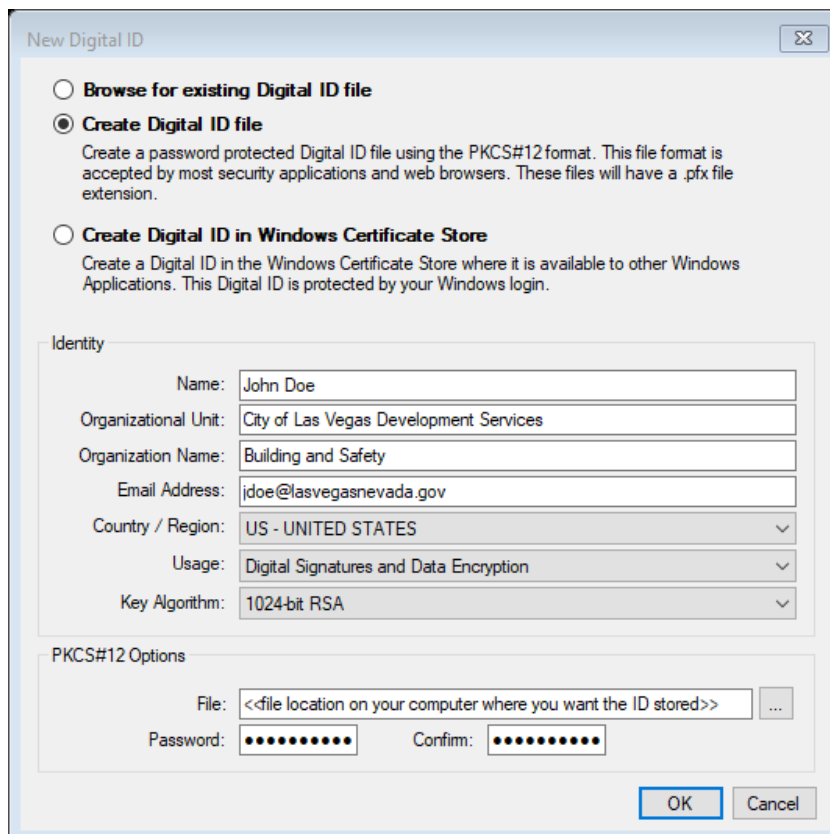 New Digital ID
Browse for existing Digital ID file
Create Digital ID file
Create a password protected Digital ID file using the PKCS#12 format. This file format is
accepted by most security applications and web browsers. These files will have a .pfx file
extension.
Create Digital ID in Windows Certificate Store
Create a Digital ID in the Windows Certificate Store where it is available to other Windows
Applications. This Digital ID is protected by your Windows login.
Identity
Name: John Doe
Organizational Unit: City of Las Vegas Development Services
Organization Name: Building and Safety
Email Address: jdoe@lasvegasnevada.gov
Country / Region: US - UNITED STATES
Usage: Digital Signatures and Data Encryption
Key Algorithm: 1024-bit RSA
PKCS#12 Options
File: <<file location on your computer where you want the ID stored>> ...
Password: ●●●●●●●●●● Confirm: ●●●●●●●●●●
OK Cancel